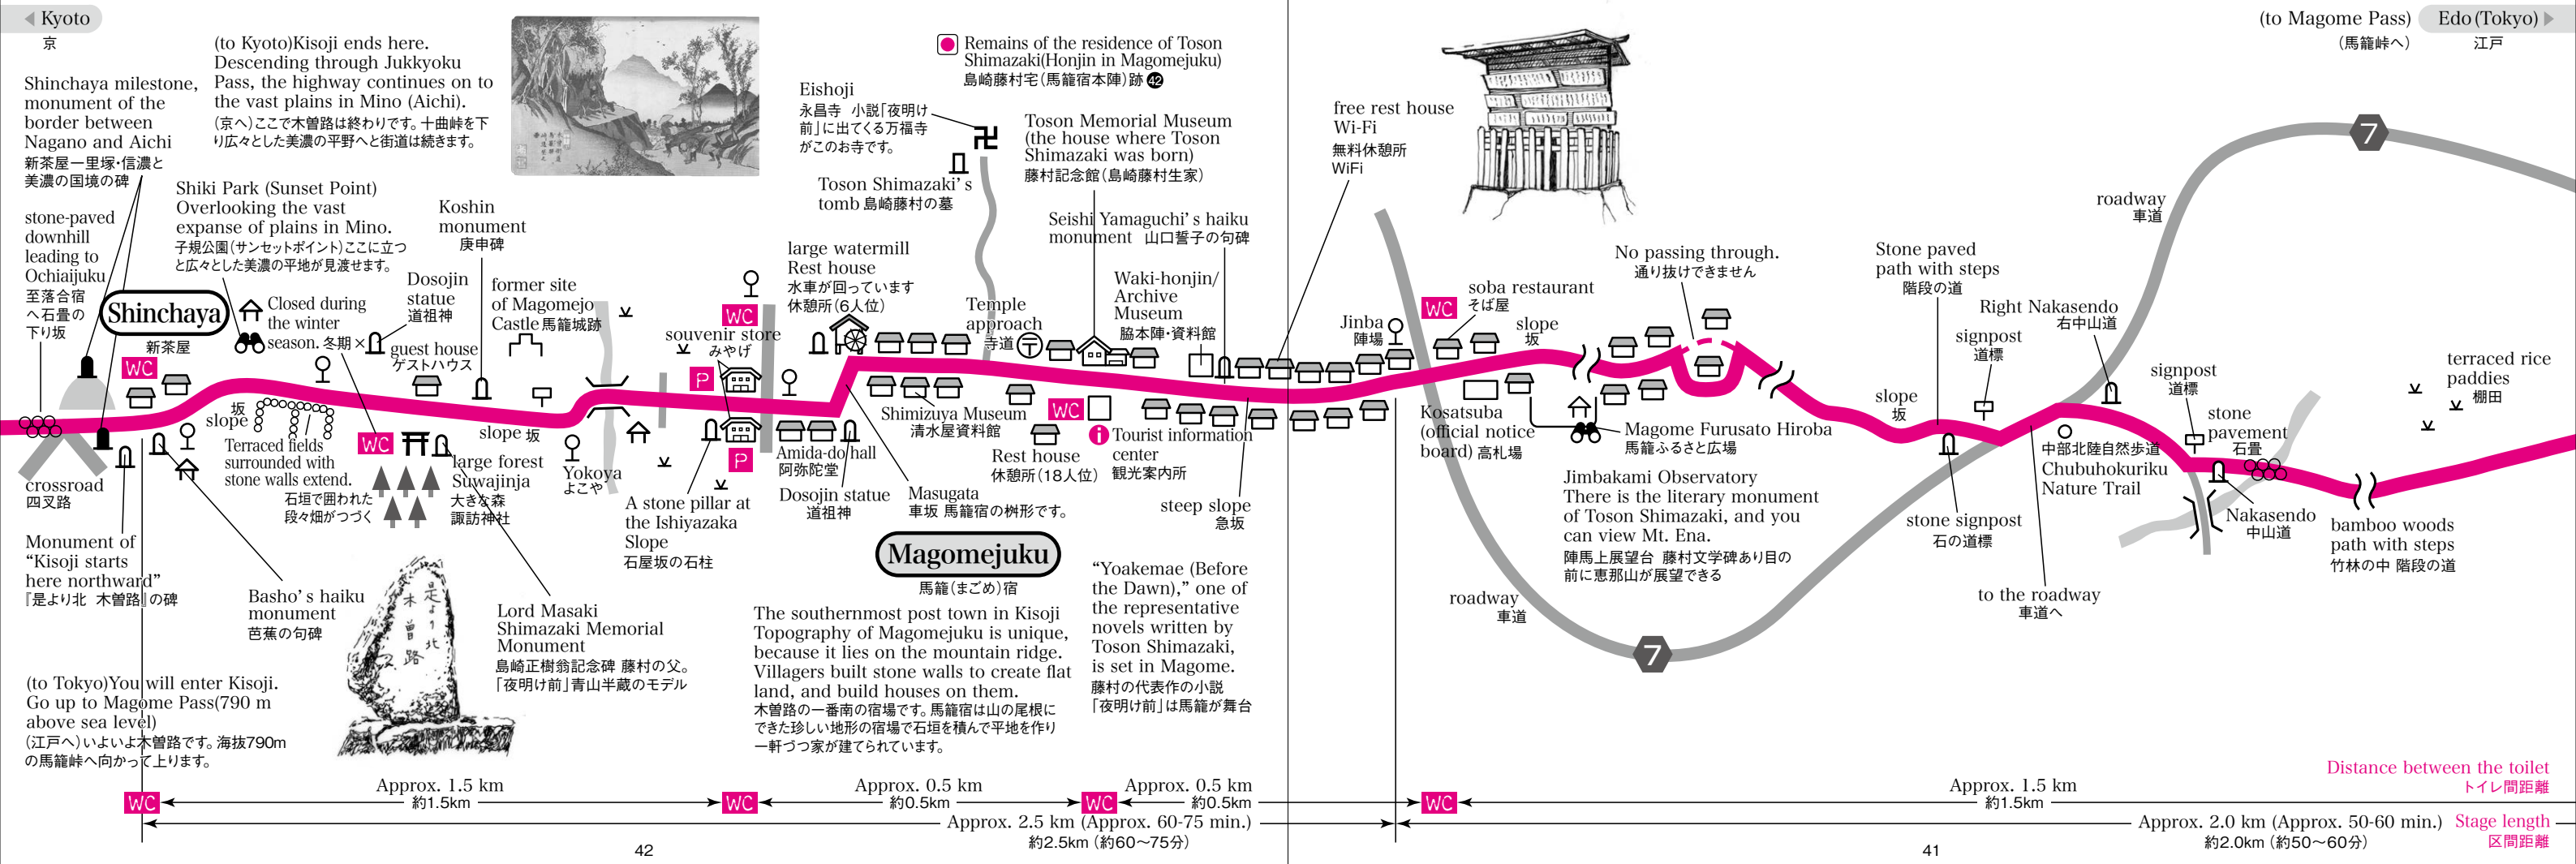 Kyoto
京
(to Kyoto)Kisoji ends here.
Descending through Jukkyoku
Pass, the highway continues on to
the vast plains in Mino (Aichi).
（京へ）ここで木曽路は終わりです。十曲峠を下
り広々とした美濃の平野へと街道は続きます。
Shinchaya milestone,
monument of the
border between
Nagano and Aichi
新茶屋一里塚・信濃と
美濃の国境の碑
Shiki Park (Sunset Point)
Overlooking the vast
expanse of plains in Mino.
子規公園（サンセットポイント）ここに立つ
と広々とした美濃の平地が見渡せます。
stone-paved
downhill
leading to
Ochiaijuku
至落合宿
へ石畳の
下り坂
Shinchaya
新茶屋
WC
Closed during
the winter
season. 冬期×
Dosojin
statue
道祖神
Koshin
monument
庚申碑
former site
of Magomejo
Castle 馬籠城跡
guest house
ゲストハウス
坂
slope
Terraced fields
surrounded with
stone walls extend.
石垣で囲われた
段々畑がつづく
WC
large forest
Suwajinja
大きな森
諏訪神社
slope 坂
Yokoya
よこや
crossroad
四叉路
Monument of
“Kisoji starts
here northward”
『是より北 木曽路』の碑
Basho’s haiku
monument
芭蕉の句碑
是より北
木曽路
Lord Masaki
Shimazaki Memorial
Monument
島崎正樹翁記念碑 藤村の父。
「夜明け前」青山半蔵のモデル
(to Tokyo)You will enter Kisoji.
Go up to Magome Pass(790 m
above sea level)
（江戸へ）いよいよ木曽路です。海抜790m
の馬籠峠へ向かって上ります。
WC
souvenir store
みやげ
P
P
A stone pillar at
the Ishiyazaka
Slope
石屋坂の石柱
large watermill
Rest house
水車が回っています
休憩所（6人位）
Eishoji
永昌寺 小説「夜明け
前」に出てくる万福寺
がこのお寺です。
卍
Toson Shimazaki’s
tomb 島崎藤村の墓
Remains of the residence of Toson
Shimazaki(Honjin in Magomejuku)
島崎藤村宅（馬籠宿本陣）跡 42
Toson Memorial Museum
(the house where Toson
Shimazaki was born)
藤村記念館（島崎藤村生家）
Seishi Yamaguchi’s haiku
monument 山口誓子の句碑
Temple
approach
寺道
〒
Waki-honjin/
Archive
Museum
脇本陣・資料館
Amida-do hall
阿弥陀堂
Dosojin statue
道祖神
Shimizuya Museum
清水屋資料館
Masugata
車坂 馬籠宿の桝形です。
Rest house
休憩所（18人位）
WC
i Tourist information
center
観光案内所
steep slope
急坂
Magomejuku
馬籠（まごめ）宿
The southernmost post town in Kisoji
Topography of Magomejuku is unique,
because it lies on the mountain ridge.
Villagers built stone walls to create flat
land, and build houses on them.
木曽路の一番南の宿場です。馬籠宿は山の尾根に
できた珍しい地形の宿場で石垣を積んで平地を作り
一軒づつ家が建てられています。
“Yoakemae (Before
the Dawn),” one of
the representative
novels written by
Toson Shimazaki,
is set in Magome.
藤村の代表作の小説
「夜明け前」は馬籠が舞台
free rest house
Wi-Fi
無料休憩所
WiFi
Jinba
陣場
WC
soba restaurant
そば屋
slope
坂
No passing through.
通り抜けできません
Kosatsuba
(official notice
board) 高札場
Magome Furusato Hiroba
馬籠ふるさと広場
Jimbakami Observatory
There is the literary monument
of Toson Shimazaki, and you
can view Mt. Ena.
陣馬上展望台 藤村文学碑あり目の
前に恵那山が展望できる
roadway
車道
7
(to Magome Pass)
（馬籠峠へ）
Edo (Tokyo)
江戸
7
roadway
車道
Stone paved
path with steps
階段の道
Right Nakasendo
右中山道
signpost
道標
slope
坂
signpost
道標
stone
pavement
石畳
terraced rice
paddies
棚田
中部北陸自然歩道
Chubuhokuriku
Nature Trail
stone signpost
石の道標
to the roadway
車道へ
Nakasendo
中山道
bamboo woods
path with steps
竹林の中 階段の道
Distance between the toilet
トイレ間距離
WC
Approx. 1.5 km
約1.5km
WC
Approx. 0.5 km
約0.5km
WC
Approx. 0.5 km
約0.5km
WC
Approx. 1.5 km
約1.5km
Approx. 2.5 km (Approx. 60-75 min.)
約2.5km（約60～75分）
Approx. 2.0 km (Approx. 50-60 min.)
約2.0km（約50～60分）
Stage length
区間距離
42
41